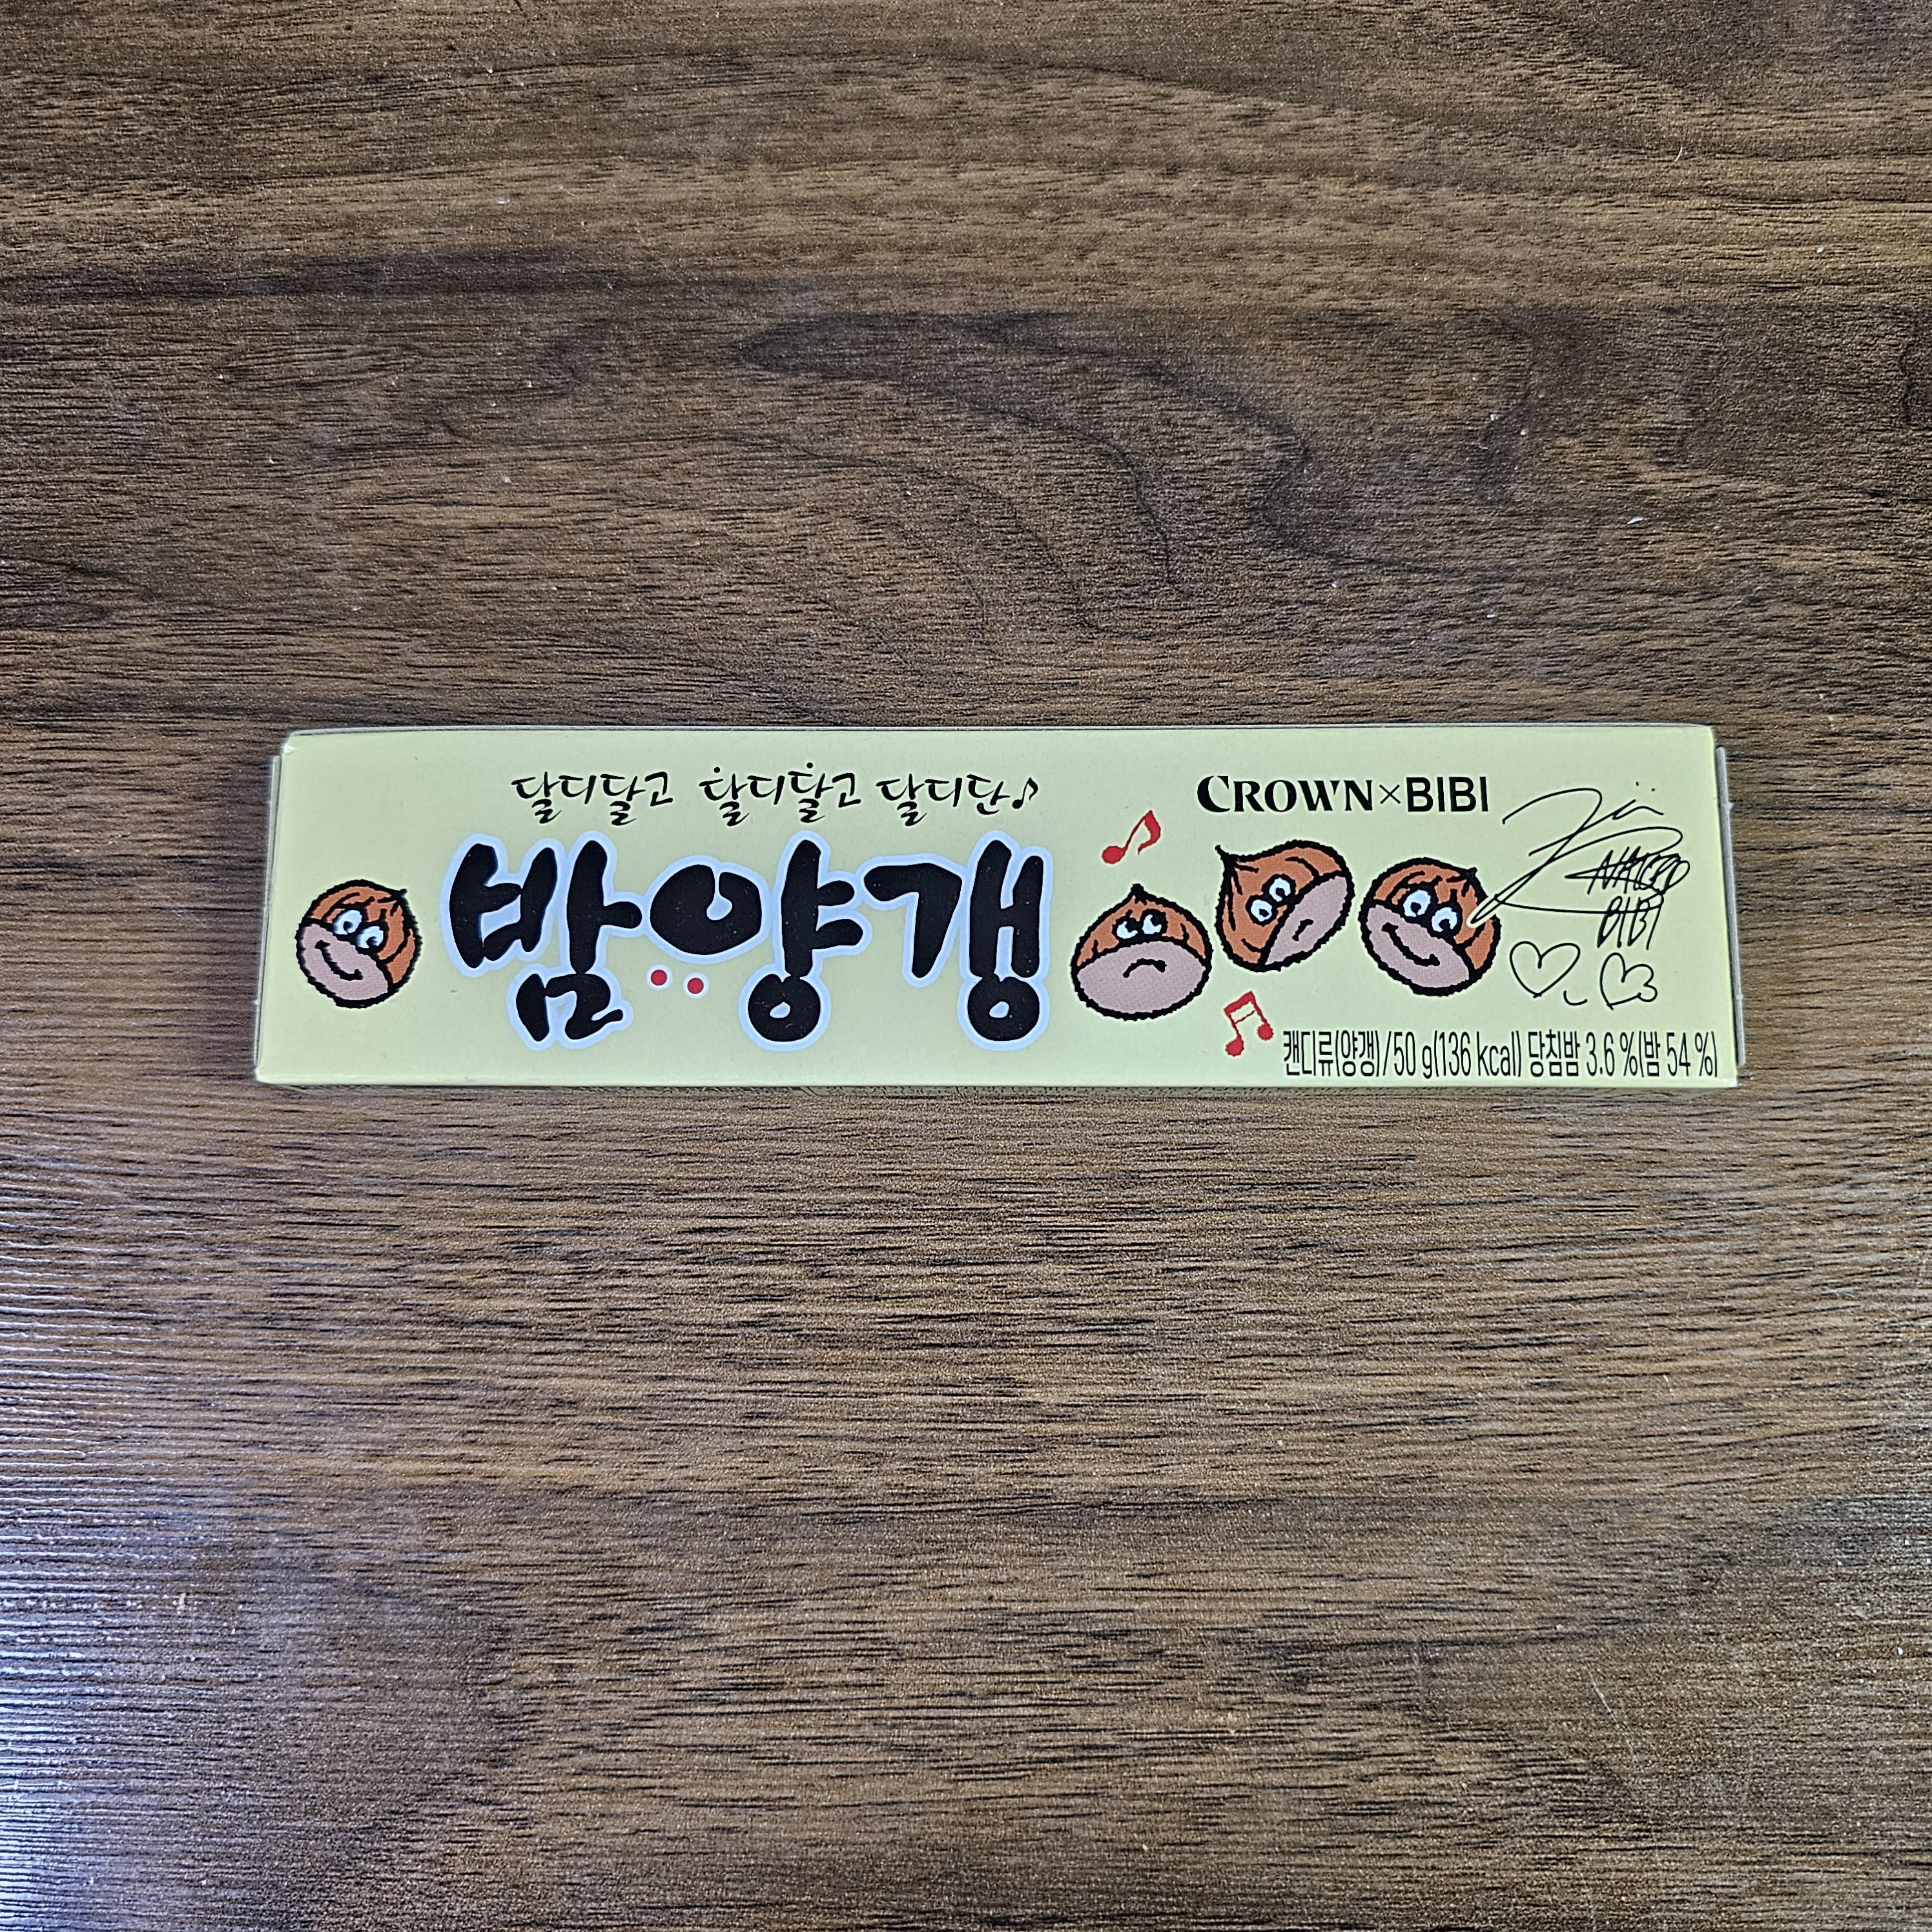 달디달고 달디달고 달디단♪
밤양갱
CROWN×BIBI
BIBI
캔디류(양갱)/50 g(136 kcal) 당침밤 3.6 %(밤 54 %)